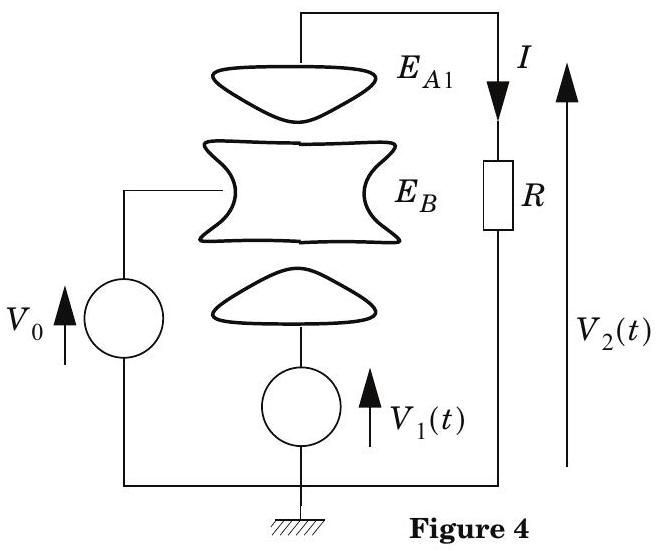 E_{A1}
I
E_B
R
V_0
V_2(t)
V_1(t)
Figure 4